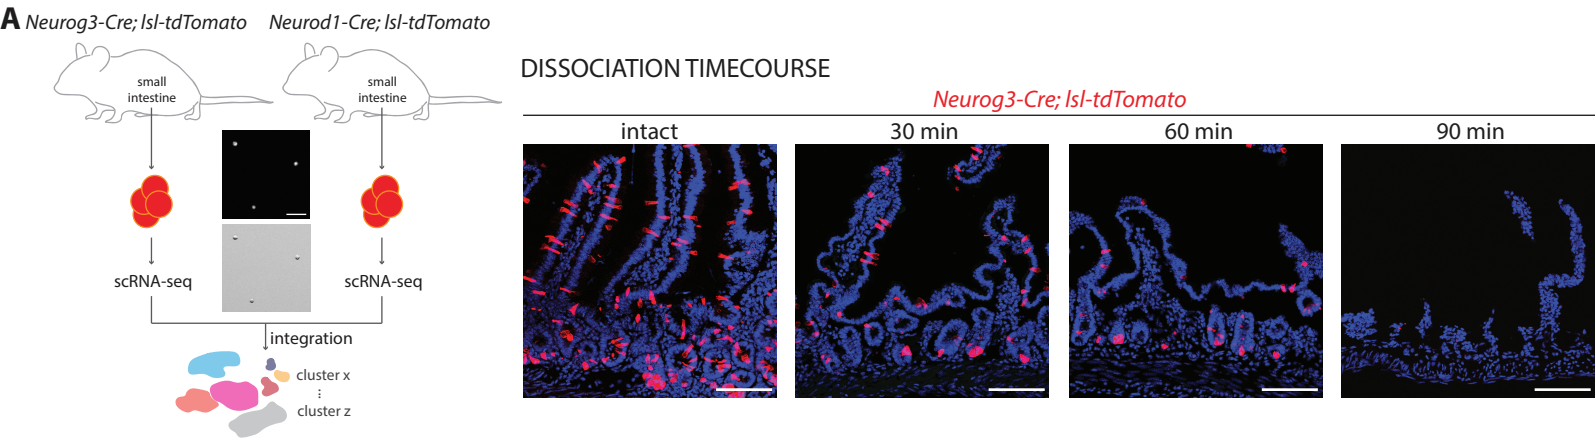 A Neurog3-Cre; lsl-tdTomato Neurod1-Cre; lsl-tdTomato
small
intestine
small
intestine
scRNA-seq
scRNA-seq
integration
cluster x
⋮
cluster z
DISSOCIATION TIMECOURSE
Neurog3-Cre; lsl-tdTomato
intact 30 min 60 min 90 min